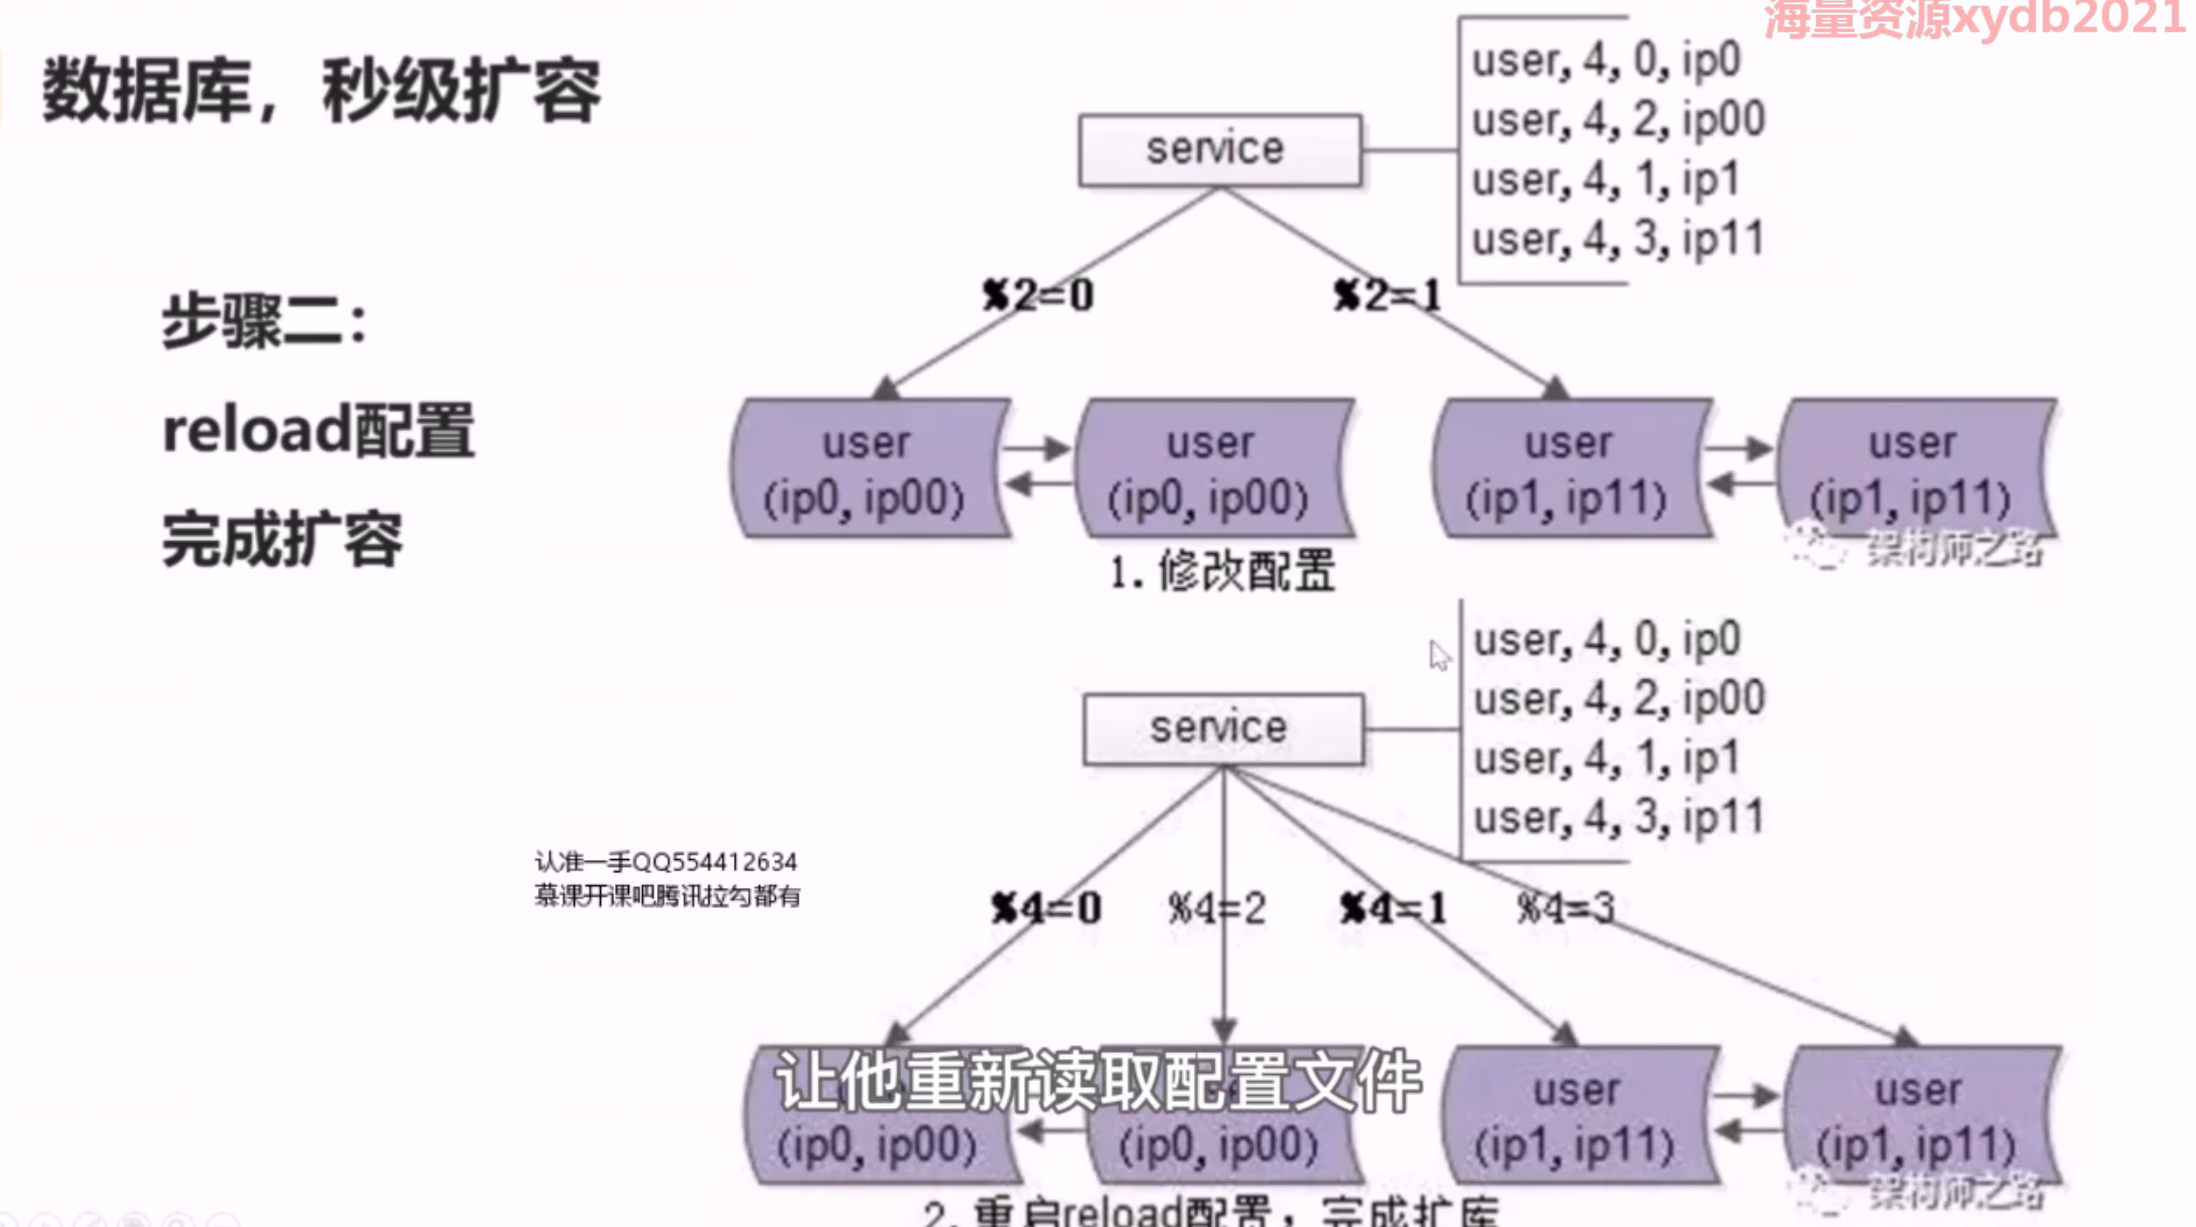 海量资源xydb2021
数据库，秒级扩容
步骤二：
reload配置
完成扩容
service
user, 4, 0, ip0
user, 4, 2, ip00
user, 4, 1, ip1
user, 4, 3, ip11
%2=0
%2=1
user
(ip0, ip00)
user
(ip0, ip00)
user
(ip1, ip11)
user
(ip1, ip11)
架构师之路
1.修改配置
service
user, 4, 0, ip0
user, 4, 2, ip00
user, 4, 1, ip1
user, 4, 3, ip11
认准一手QQ554412634
慕课开课吧腾讯拉勾都有
%4=0
%4=2
%4=1
%4=3
让他重新读取配置文件
(ip0, ip00)
(ip0, ip00)
user
(ip1, ip11)
user
(ip1, ip11)
架构师之路
2.重启reload配置，完成扩库